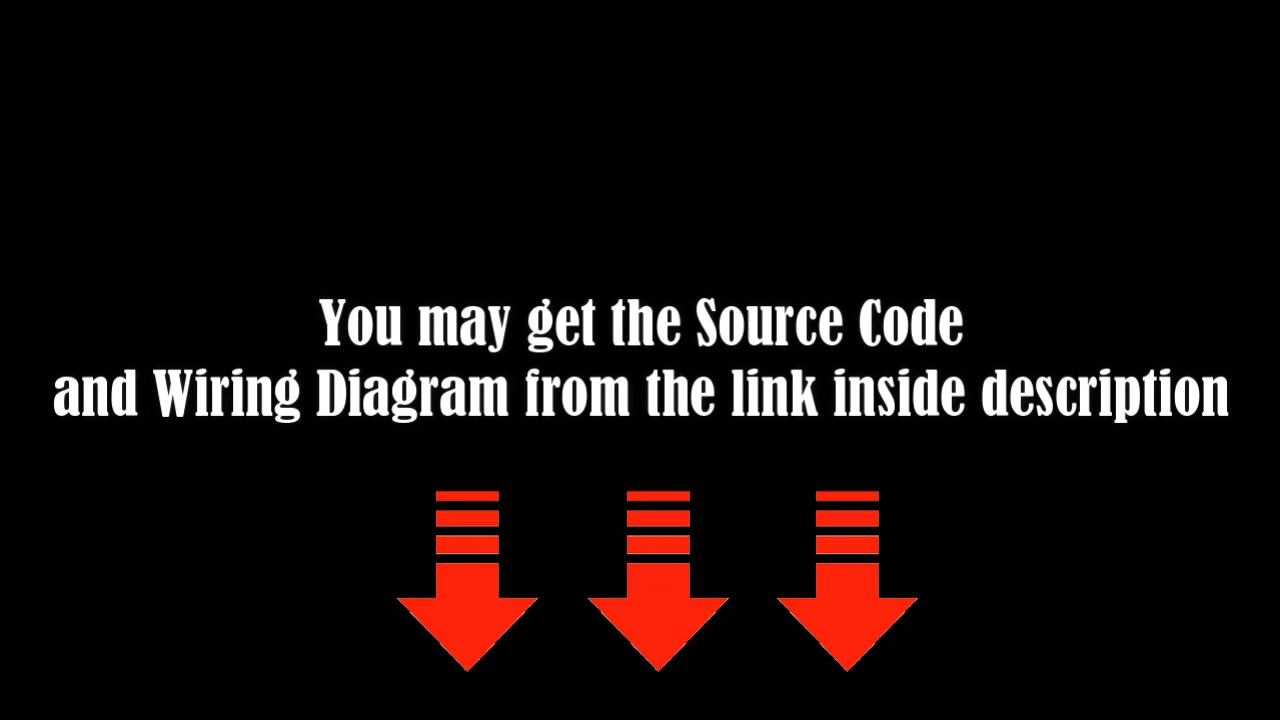 You may get the Source Code
and Wiring Diagram from the link inside description